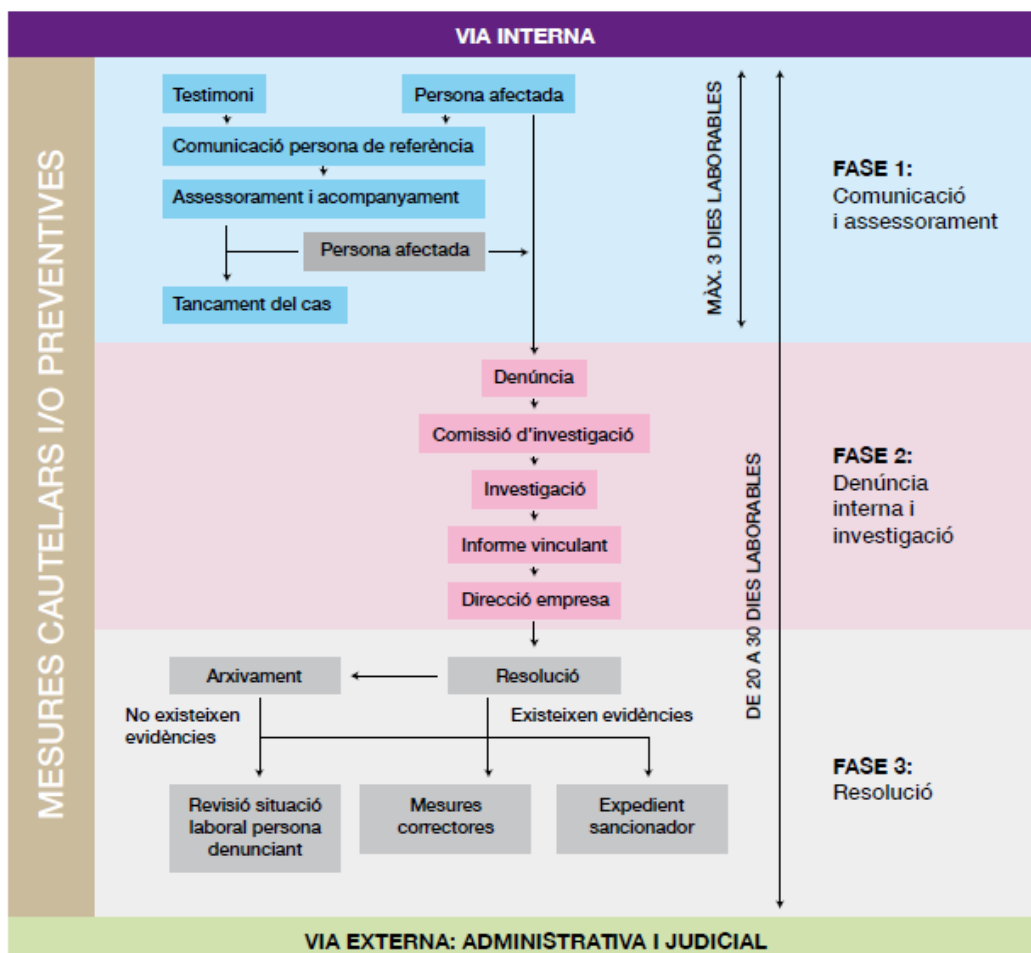 VIA INTERNA
MESURES CAUTELARS I/O PREVENTIVES
Testimoni
Persona afectada
Comunicació persona de referència
Assessorament i acompanyament
Persona afectada
Tancament del cas
MÀX. 3 DIES LABORABLES
FASE 1:
Comunicació
i assessorament
Denúncia
Comissió d'investigació
Investigació
Informe vinculant
Direcció empresa
DE 20 A 30 DIES LABORABLES
FASE 2:
Denúncia
interna i
investigació
Arxivament
Resolució
No existeixen
evidències
Existeixen evidències
Revisió situació
laboral persona
denunciant
Mesures
correctores
Expedient
sancionador
FASE 3:
Resolució
VIA EXTERNA: ADMINISTRATIVA I JUDICIAL